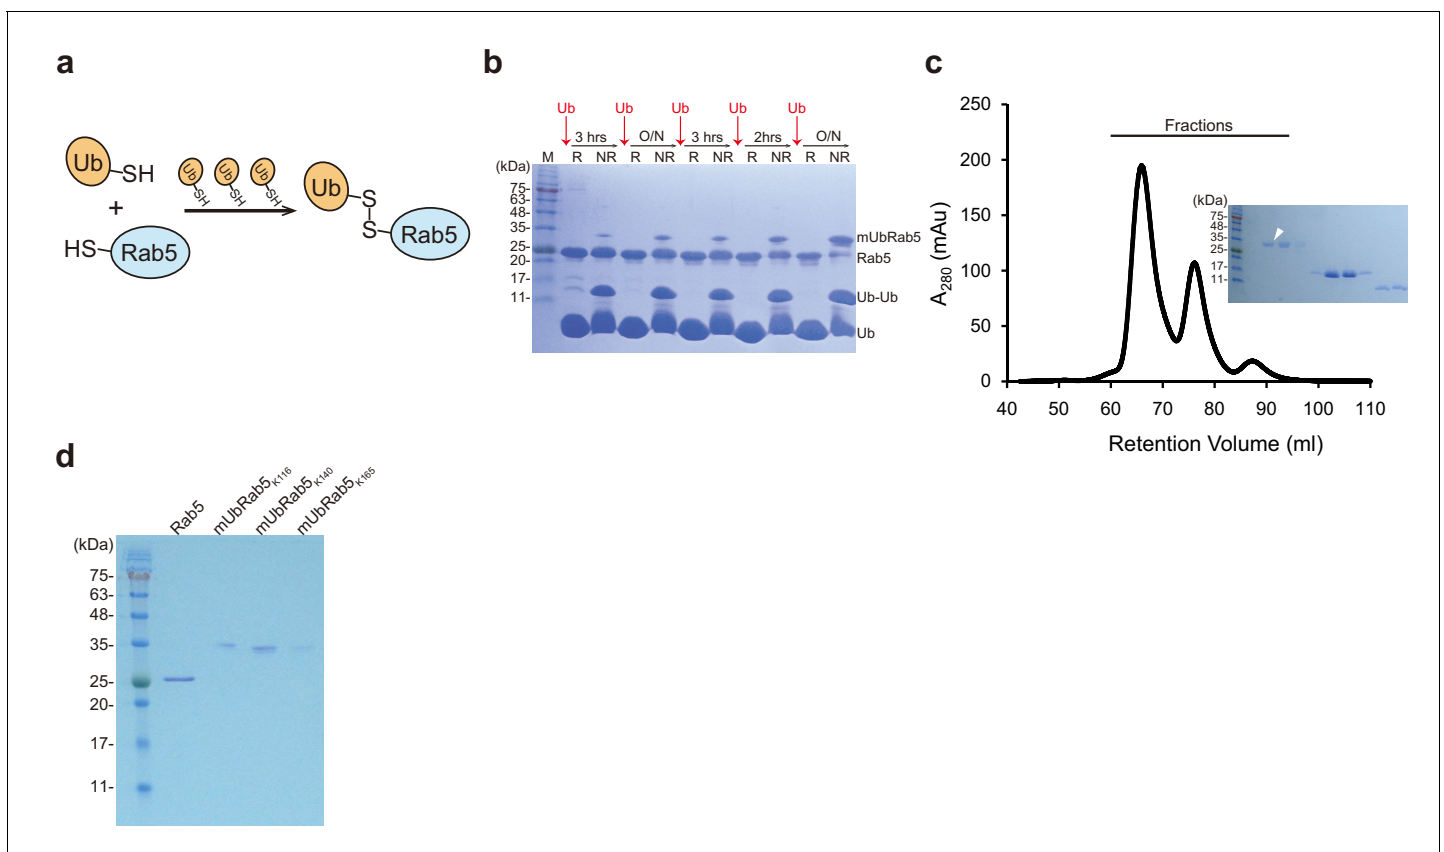 a
Ub
SH
+
HS
Rab5
Ub
SH
Ub
SH
Ub
SH
Ub
S
S
Rab5
b
Ub Ub Ub Ub Ub
3 hrs O/N 3 hrs 2hrs O/N
M R NR R NR R NR R NR R NR
(kDa)
75-
63-
48-
35-
25-
20-
17-
11-
mUbRab5
Rab5
Ub-Ub
Ub
c
250
200
150
100
50
0
A280 (mAu)
40 50 60 70 80 90 100 110
Retention Volume (ml)
Fractions
(kDa)
75-
48-
35-
25-
17-
11-
d
Rab5
mUbRab5K116
mUbRab5K140
mUbRab5K165
(kDa)
75-
63-
48-
35-
25-
20-
17-
11-